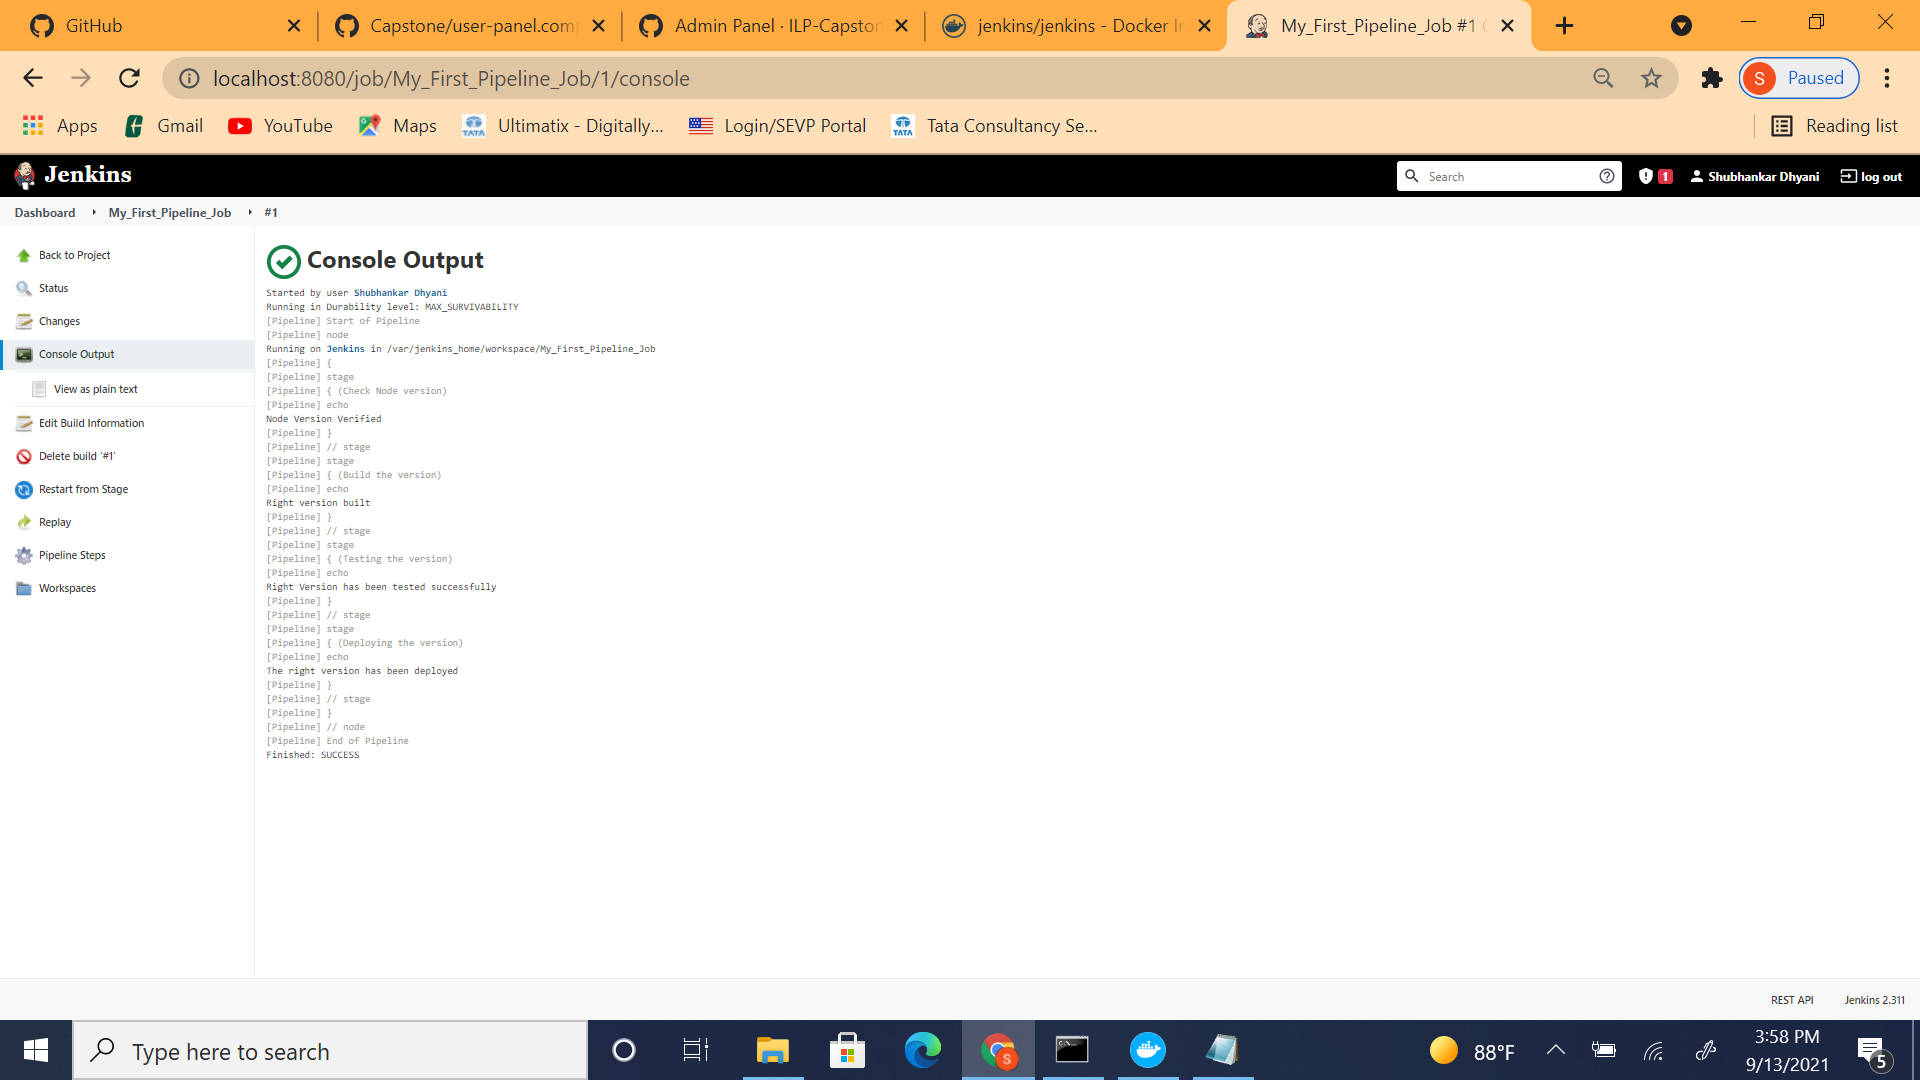 GitHub
Capstone/user-panel.comp
Admin Panel · ILP-Capston
jenkins/jenkins - Docker Im
My_First_Pipeline_Job #1 C
localhost:8080/job/My_First_Pipeline_Job/1/console
S Paused
Apps Gmail YouTube Maps Ultimatix - Digitally... Login/SEVP Portal Tata Consultancy Se... Reading list
Jenkins
Search
1
Shubhankar Dhyani
log out
Dashboard My_First_Pipeline_Job #1
Back to Project
Status
Changes
Console Output
View as plain text
Edit Build Information
Delete build ‘#1’
Restart from Stage
Replay
Pipeline Steps
Workspaces
Console Output
Started by user Shubhankar Dhyani
Running in Durability level: MAX_SURVIVABILITY
[Pipeline] Start of Pipeline
[Pipeline] node
Running on Jenkins in /var/jenkins_home/workspace/My_First_Pipeline_Job
[Pipeline] {
[Pipeline] stage
[Pipeline] { (Check Node version)
[Pipeline] echo
Node Version Verified
[Pipeline] }
[Pipeline] // stage
[Pipeline] stage
[Pipeline] { (Build the version)
[Pipeline] echo
Right version built
[Pipeline] }
[Pipeline] // stage
[Pipeline] stage
[Pipeline] { (Testing the version)
[Pipeline] echo
Right Version has been tested successfully
[Pipeline] }
[Pipeline] // stage
[Pipeline] stage
[Pipeline] { (Deploying the version)
[Pipeline] echo
The right version has been deployed
[Pipeline] }
[Pipeline] // stage
[Pipeline] }
[Pipeline] // node
[Pipeline] End of Pipeline
Finished: SUCCESS
REST API Jenkins 2.311
Type here to search
88°F
3:58 PM
9/13/2021
5